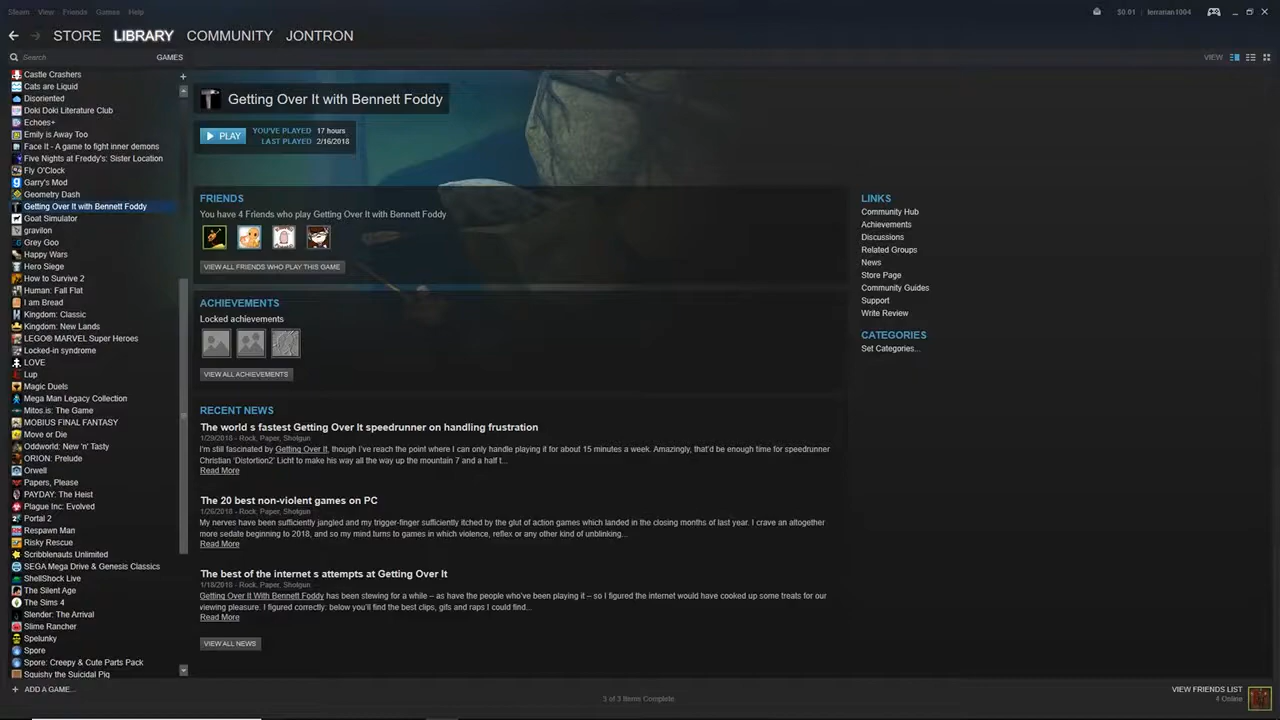 Steam View Friends Games Help
$0.01 lerrarian1004
STORE LIBRARY COMMUNITY JONTRON
Search GAMES VIEW
Castle Crashers
Cats are Liquid
Disoriented
Doki Doki Literature Club
Echoes+
Emily is Away Too
Face It - A game to fight inner demons
Five Nights at Freddy's: Sister Location
Fly O'Clock
Garry's Mod
Geometry Dash
Getting Over It with Bennett Foddy
Goat Simulator
gravilon
Grey Goo
Happy Wars
Hero Siege
How to Survive 2
Human: Fall Flat
I am Bread
Kingdom: Classic
Kingdom: New Lands
LEGO® MARVEL Super Heroes
Locked-in syndrome
LOVE
Lup
Magic Duels
Mega Man Legacy Collection
Mitos.is: The Game
MOBIUS FINAL FANTASY
Move or Die
Oddworld: New 'n' Tasty
ORION: Prelude
Orwell
Papers, Please
PAYDAY: The Heist
Plague Inc: Evolved
Portal 2
Respawn Man
Risky Rescue
Scribblenauts Unlimited
SEGA Mega Drive & Genesis Classics
ShellShock Live
The Silent Age
The Sims 4
Slender: The Arrival
Slime Rancher
Spelunky
Spore
Spore: Creepy & Cute Parts Pack
Squishy the Suicidal Pig
+ ADD A GAME...
Getting Over It with Bennett Foddy
PLAY
YOU'VE PLAYED 17 hours
LAST PLAYED 2/16/2018
FRIENDS
You have 4 Friends who play Getting Over It with Bennett Foddy
VIEW ALL FRIENDS WHO PLAY THIS GAME
ACHIEVEMENTS
Locked achievements
VIEW ALL ACHIEVEMENTS
RECENT NEWS
The world s fastest Getting Over It speedrunner on handling frustration
1/29/2018 - Rock, Paper, Shotgun
I'm still fascinated by Getting Over It, though I've reach the point where I can only handle playing it for about 15 minutes a week. Amazingly, that'd be enough time for speedrunner
Christian 'Distortion2' Licht to make his way all the way up the mountain 7 and a half t...
Read More
The 20 best non-violent games on PC
1/26/2018 - Rock, Paper, Shotgun
My nerves have been sufficiently jangled and my trigger-finger sufficiently itched by the glut of action games which landed in the closing months of last year. I crave an altogether
more sedate beginning to 2018, and so my mind turns to games in which violence, reflex or any other kind of unblinking...
Read More
The best of the internet s attempts at Getting Over It
1/18/2018 - Rock, Paper, Shotgun
Getting Over It With Bennett Foddy has been stewing for a while – as have the people who've been playing it – so I figured the internet would have cooked up some treats for our
viewing pleasure. I figured correctly: below you'll find the best clips, gifs and raps I could find...
Read More
VIEW ALL NEWS
LINKS
Community Hub
Achievements
Discussions
Related Groups
News
Store Page
Community Guides
Support
Write Review
CATEGORIES
Set Categories...
3 of 3 Items Complete
VIEW FRIENDS LIST
4 Online